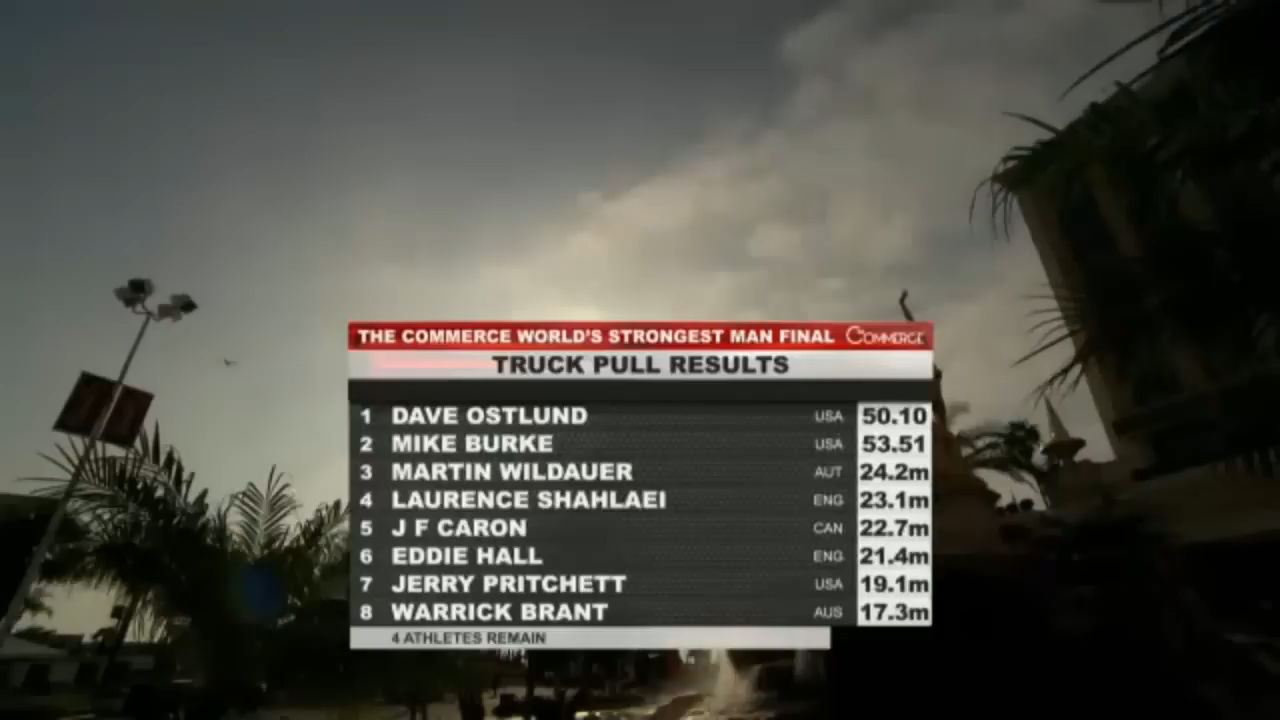 THE COMMERCE WORLD'S STRONGEST MAN FINAL COMMERCE
TRUCK PULL RESULTS
1 DAVE OSTLUND USA 50.10
2 MIKE BURKE USA 53.51
3 MARTIN WILDAUER AUT 24.2m
4 LAURENCE SHAHLAEI ENG 23.1m
5 J F CARON CAN 22.7m
6 EDDIE HALL ENG 21.4m
7 JERRY PRITCHETT USA 19.1m
8 WARRICK BRANT AUS 17.3m
4 ATHLETES REMAIN